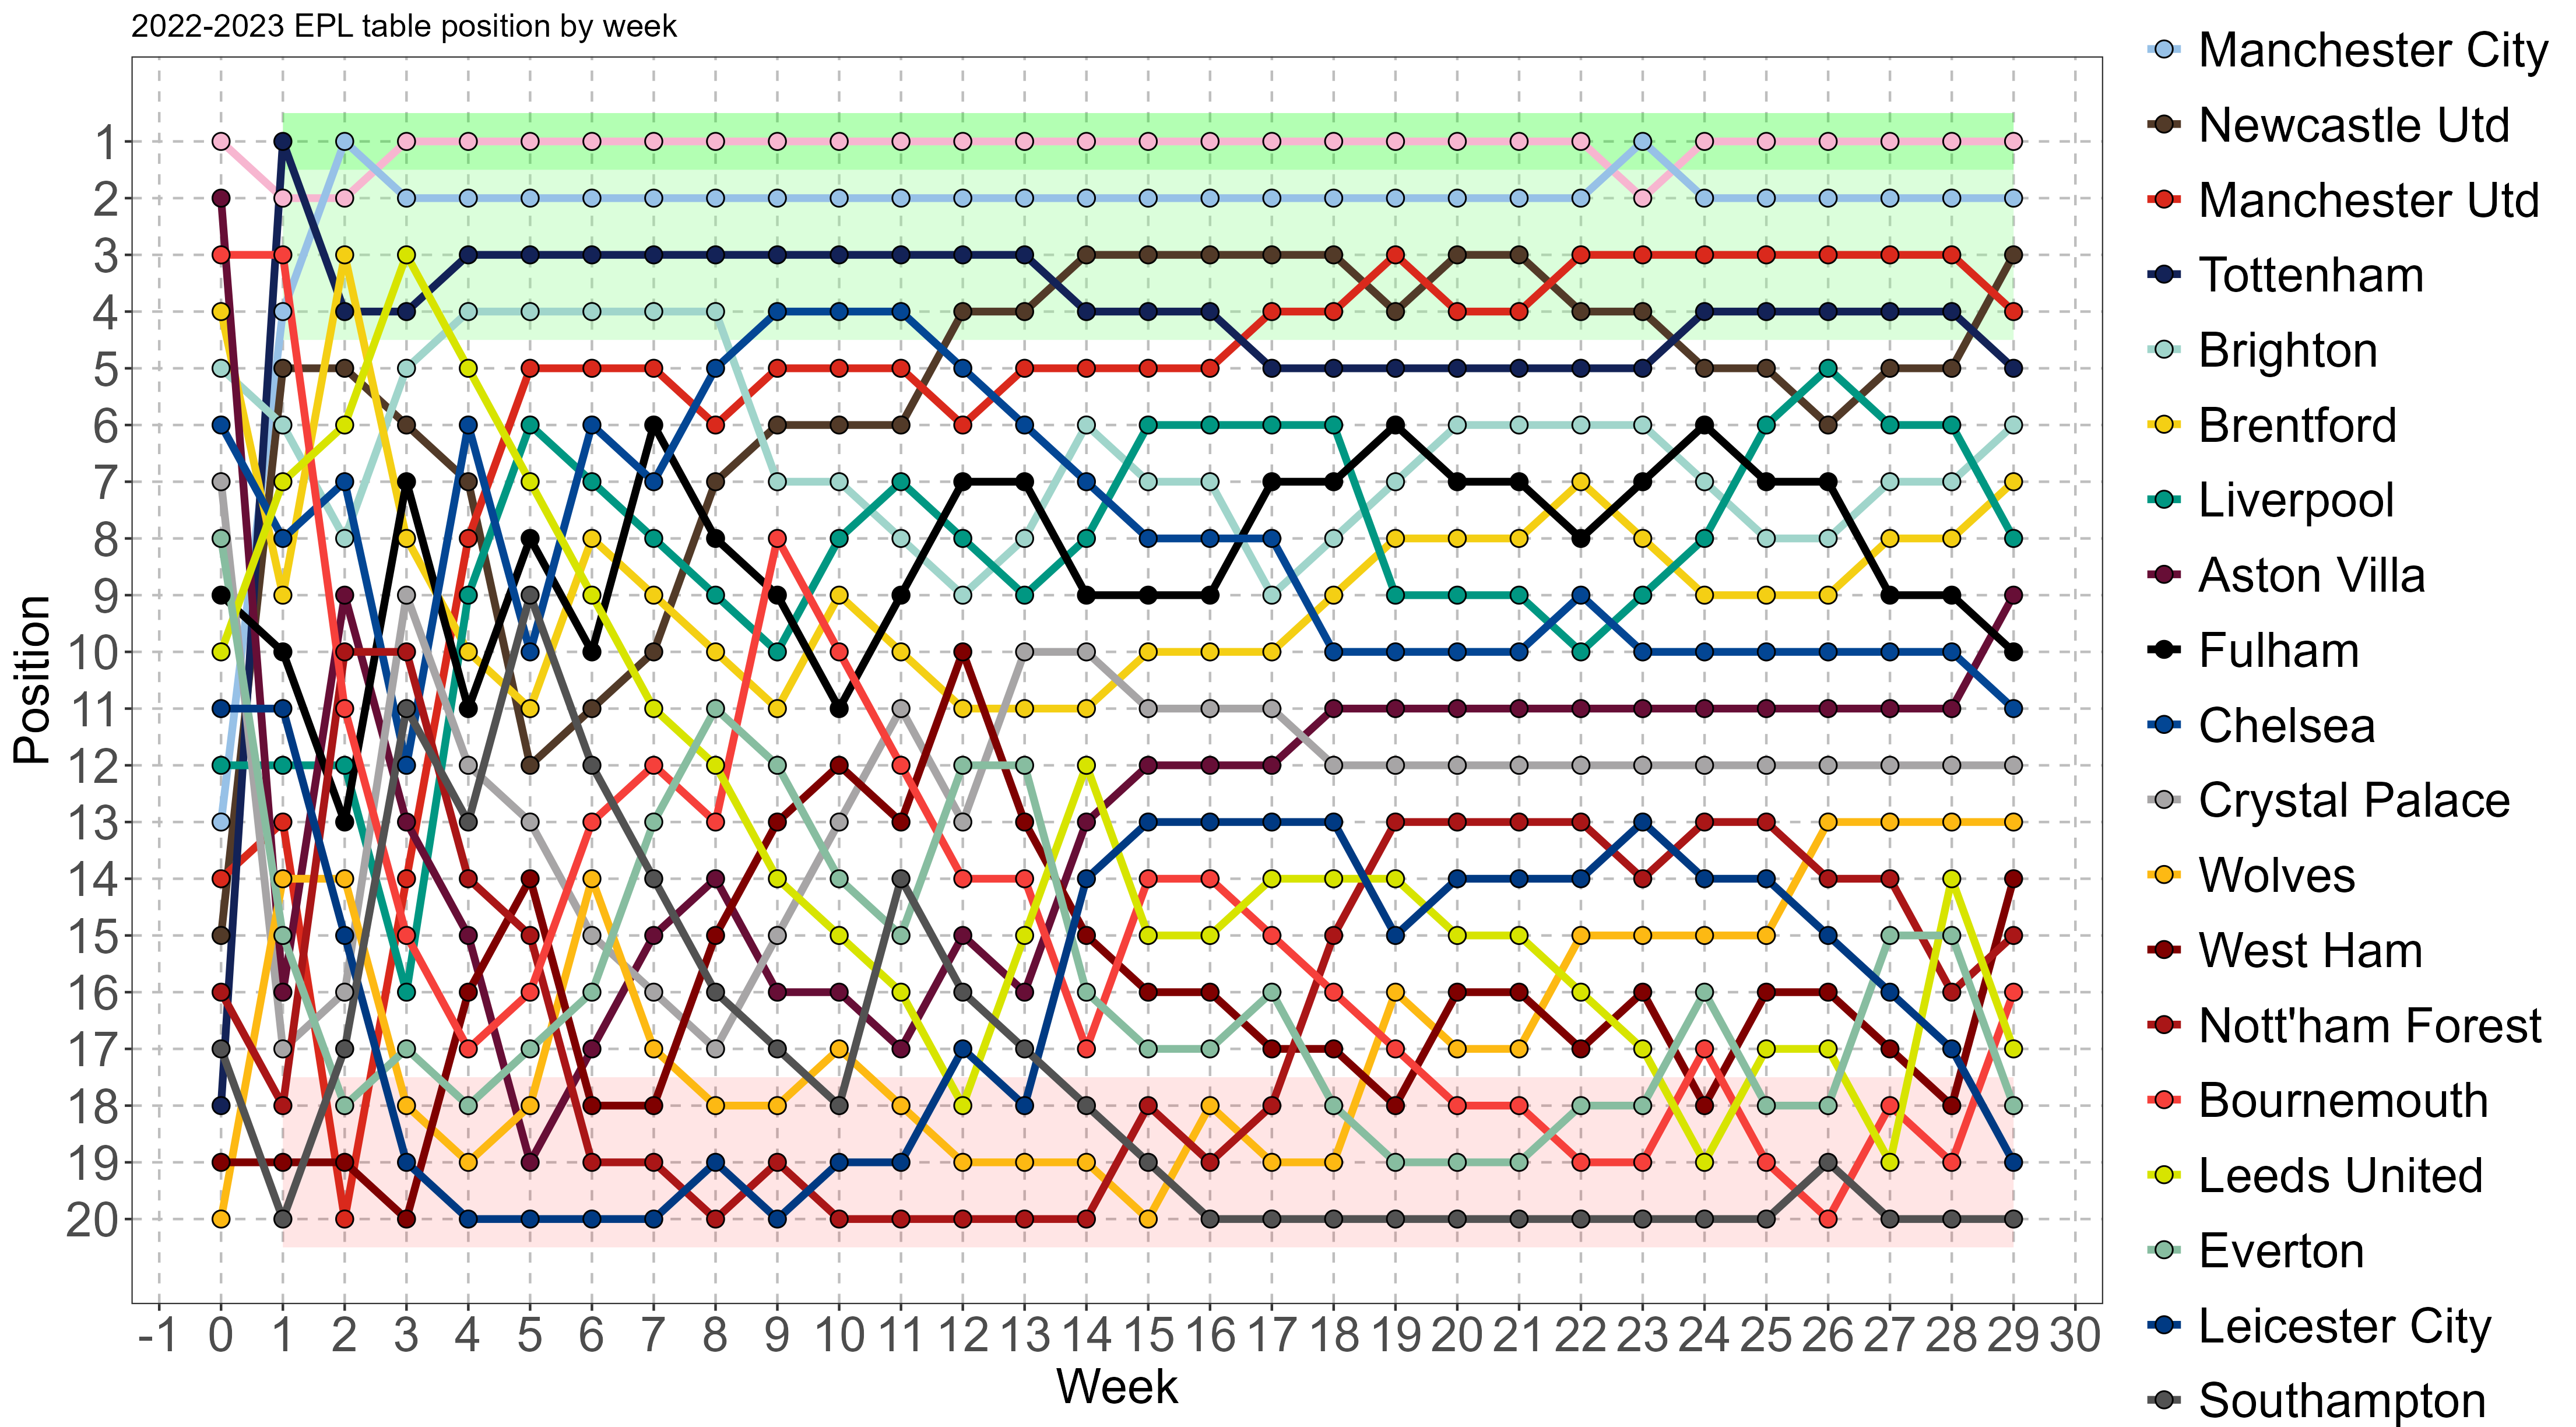 2022-2023 EPL table position by week
Position
1
2
3
4
5
6
7
8
9
10
11
12
13
14
15
16
17
18
19
20
-1 0 1 2 3 4 5 6 7 8 9 10 11 12 13 14 15 16 17 18 19 20 21 22 23 24 25 26 27 28 29 30
Week
Manchester City
Newcastle Utd
Manchester Utd
Tottenham
Brighton
Brentford
Liverpool
Aston Villa
Fulham
Chelsea
Crystal Palace
Wolves
West Ham
Nott'ham Forest
Bournemouth
Leeds United
Everton
Leicester City
Southampton